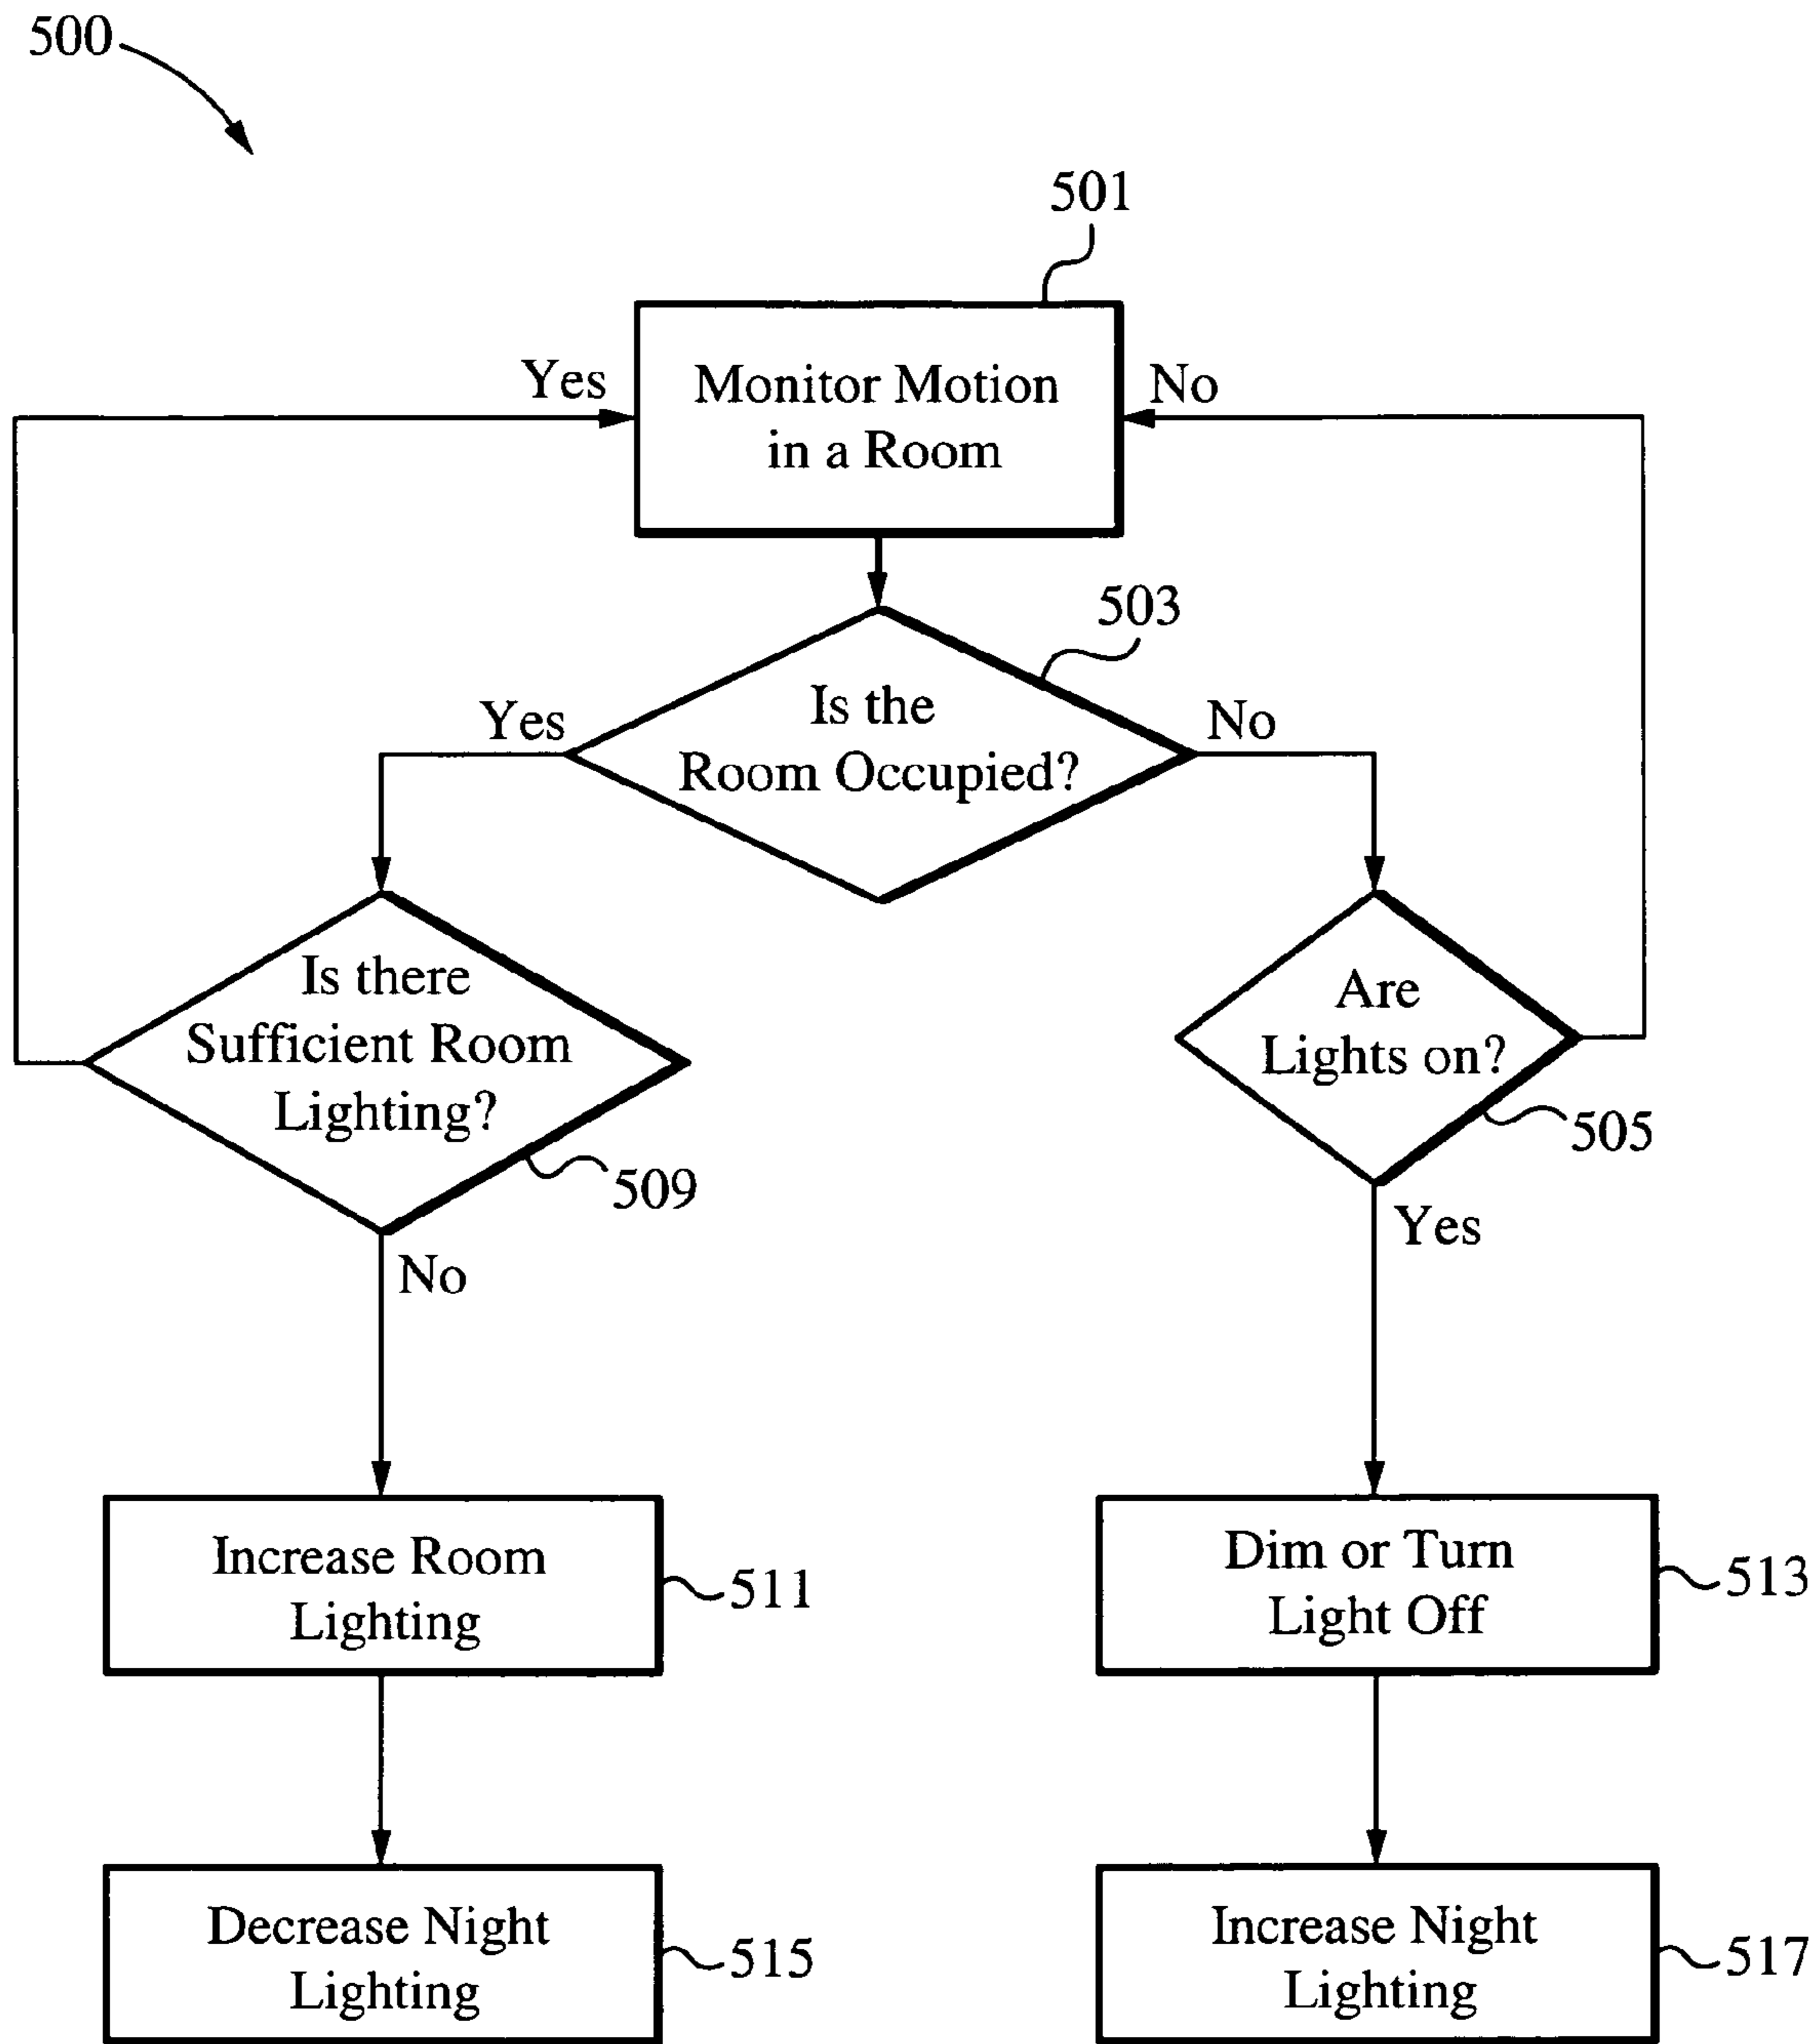 500
501
Yes
Monitor Motion
in a Room
No
503
Yes
Is the
Room Occupied?
No
Is there
Sufficient Room
Lighting?
509
No
Are
Lights on?
505
Yes
Increase Room
Lighting
511
Dim or Turn
Light Off
513
Decrease Night
Lighting
515
Increase Night
Lighting
517